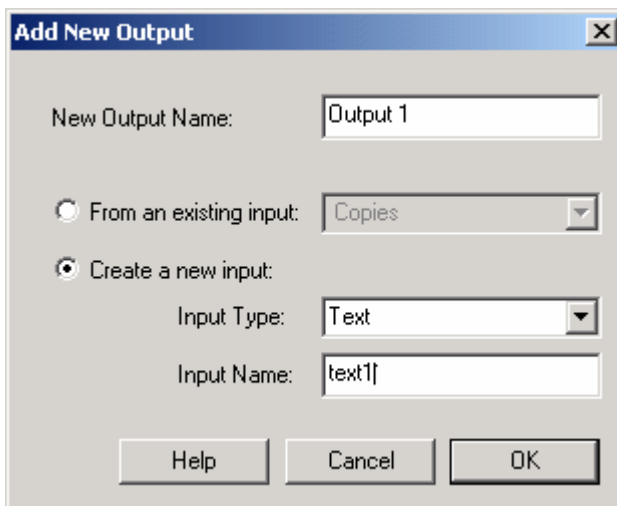 Add New Output
New Output Name: Output 1
From an existing input: Copies
Create a new input:
Input Type: Text
Input Name: text1
Help Cancel OK